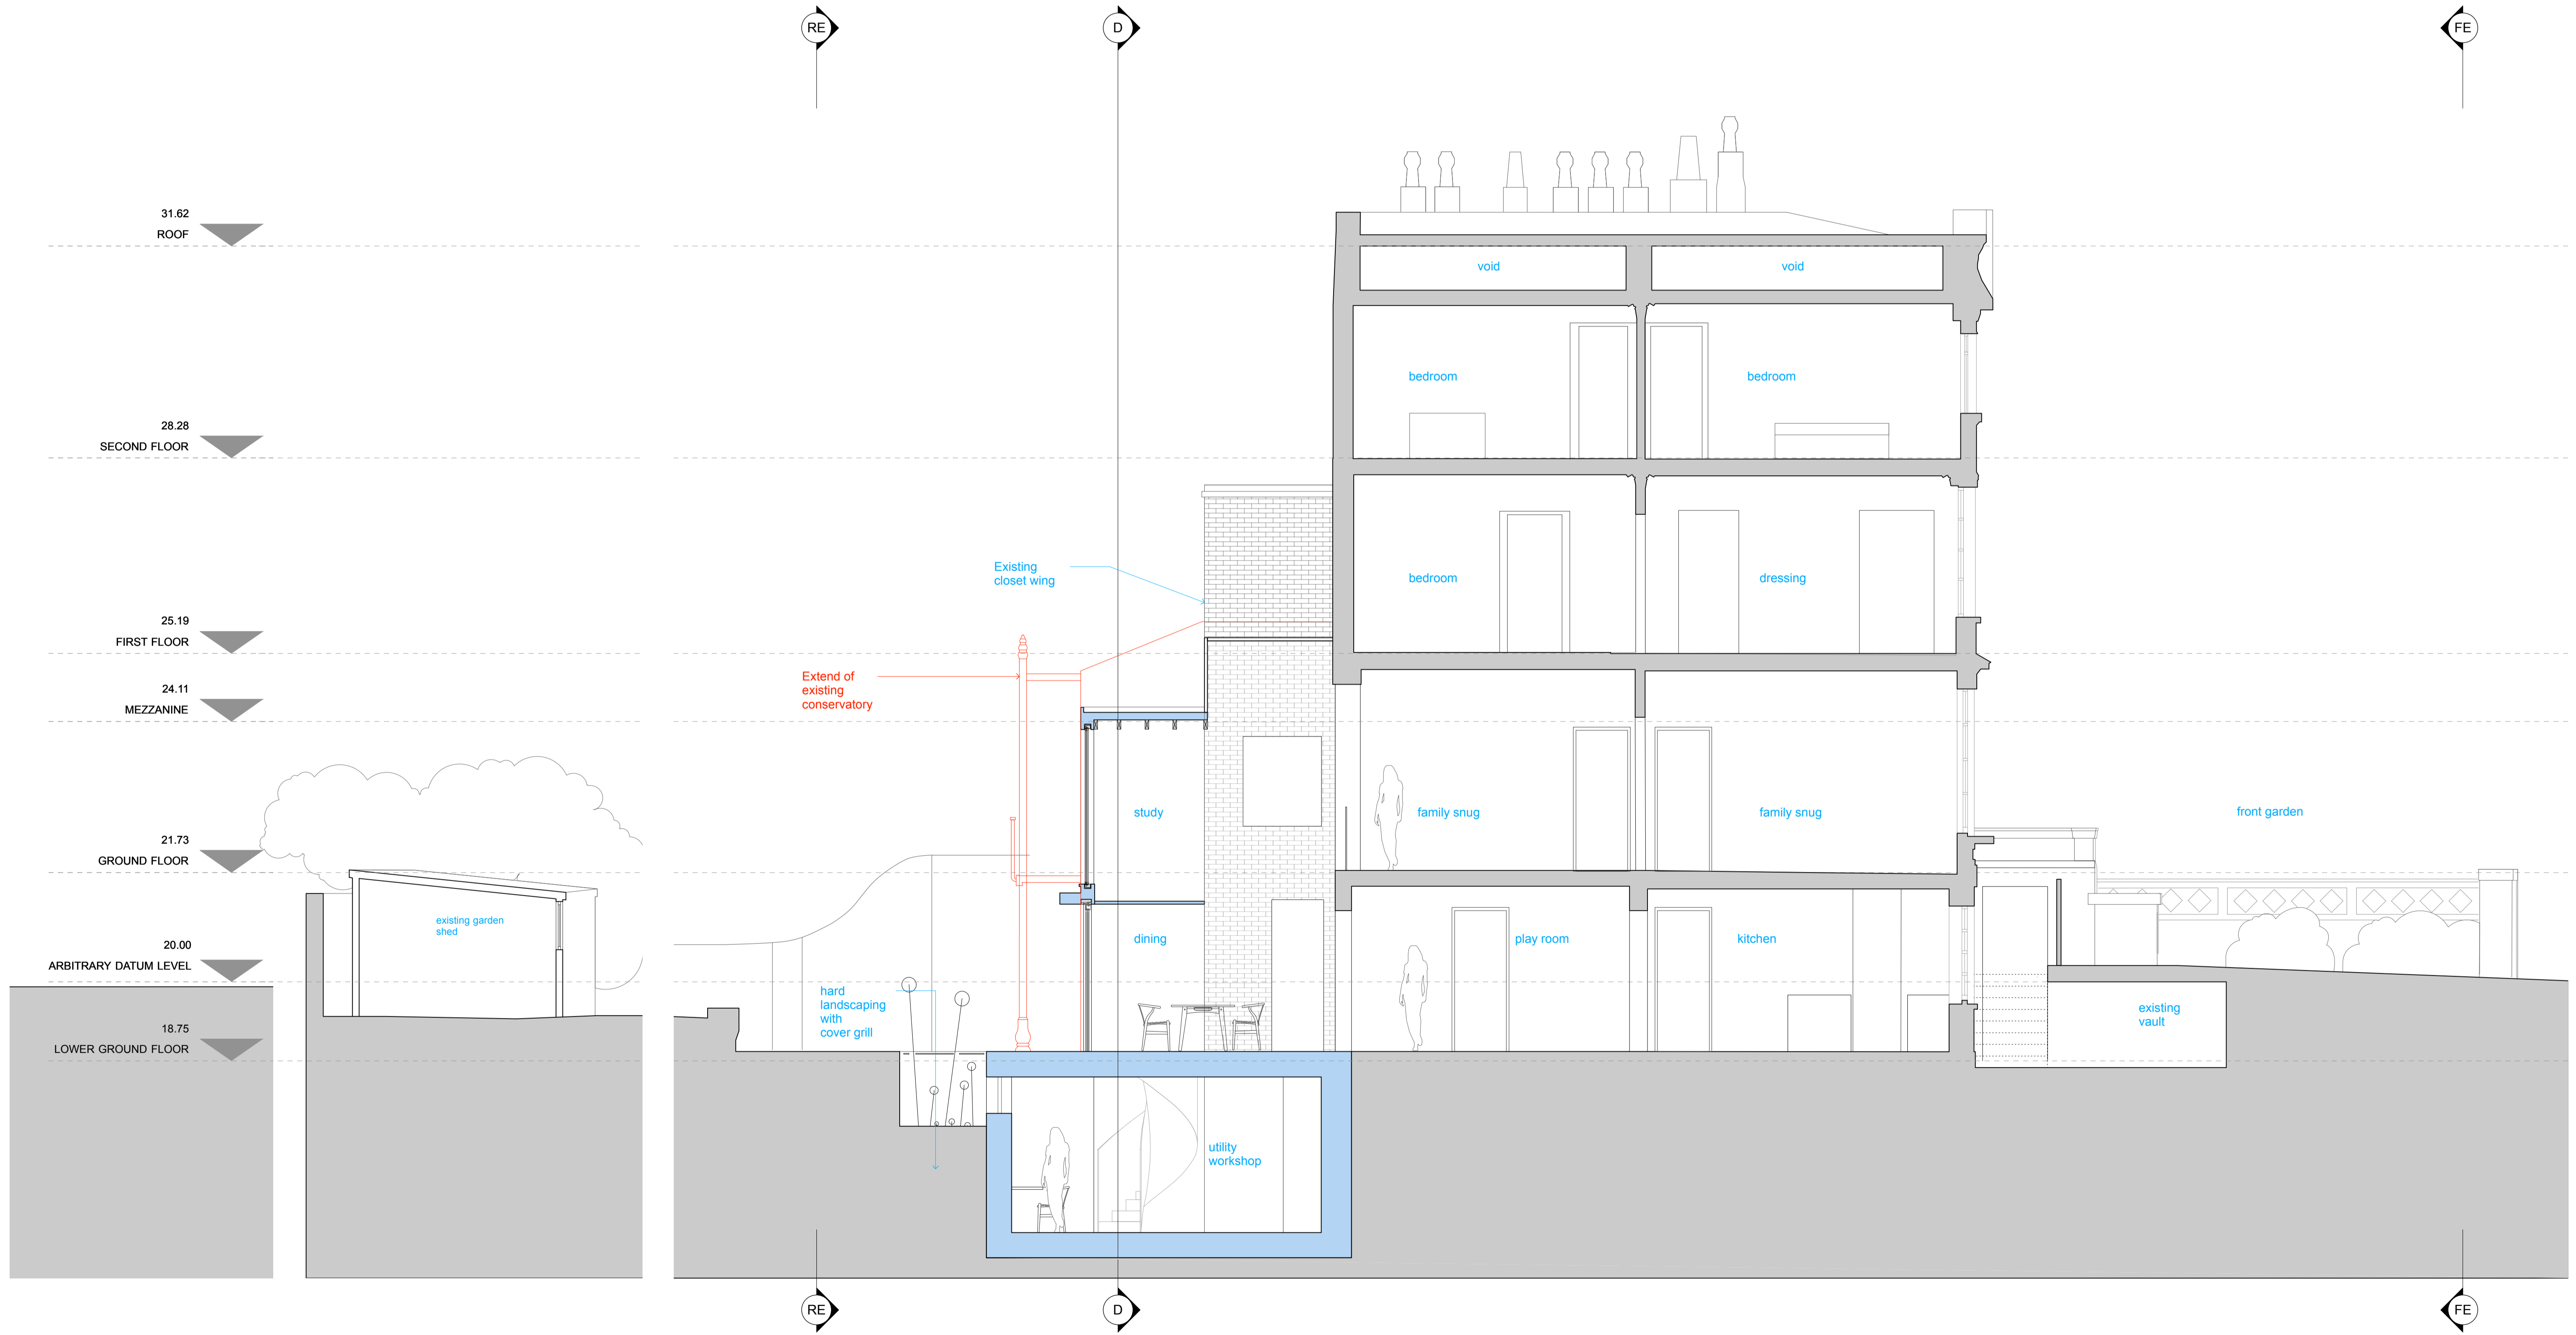 RE
D
FE
31.62
ROOF
void
void
bedroom
bedroom
28.28
SECOND FLOOR
Existing
closet wing
bedroom
dressing
25.19
FIRST FLOOR
Extend of
existing
conservatory
24.11
MEZZANINE
study
family snug
family snug
front garden
21.73
GROUND FLOOR
existing garden
shed
dining
play room
kitchen
20.00
ARBITRARY DATUM LEVEL
hard
landscaping
with
cover grill
existing
vault
18.75
LOWER GROUND FLOOR
utility
workshop
RE
D
FE